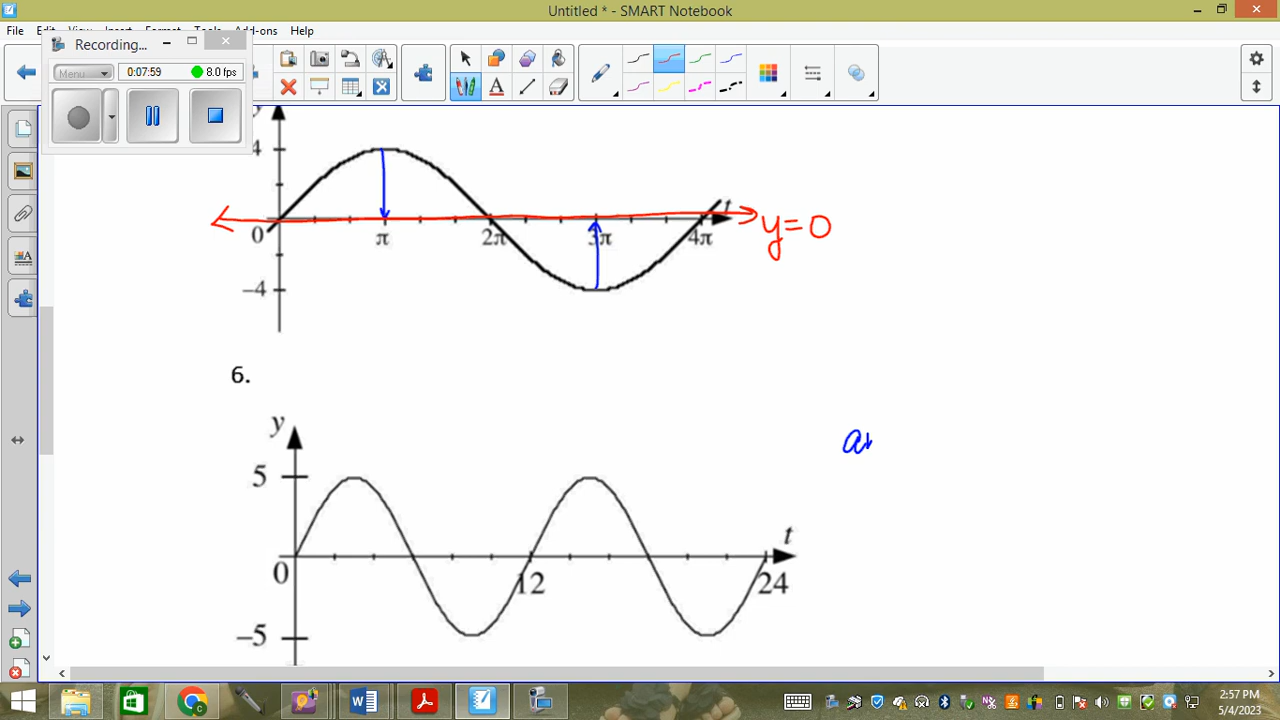 Untitled * - SMART Notebook
File Edit View Insert Format Tools Add-ons Help
Recording...
Menu 0:07:59 8.0 fps
y
4
t
0 π 2π 3π 4π y=0
−4
6.
y
5
t
0 12 24
−5
2:57 PM
5/4/2023